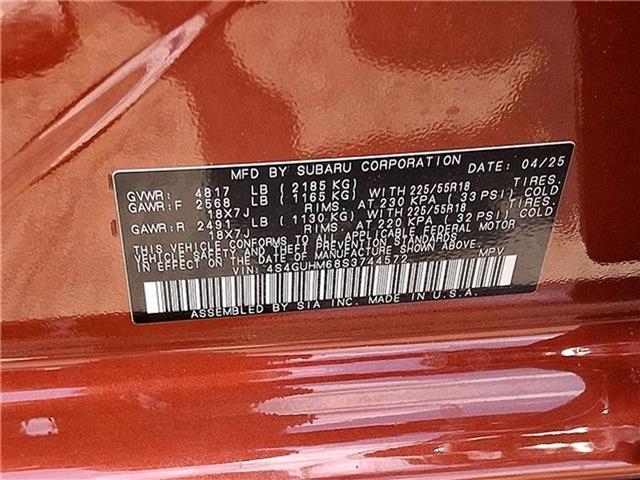 MFD BY SUBARU CORPORATION DATE: 04/25
GVWR: 4817 LB (2185 KG)
GAWR: F 2568 LB (1165 KG) WITH 225/55R18 TIRES.
18X7J RIMS. AT 230 KPA (33 PSI) COLD
GAWR: R 2491 LB (1130 KG) WITH 225/55R18 TIRES.
18X7J RIMS. AT 220 KPA (32 PSI) COLD
THIS VEHICLE CONFORMS TO ALL APPLICABLE FEDERAL MOTOR
VEHICLE SAFETY AND THEFT PREVENTION STANDARDS
IN EFFECT ON THE DATE OF MANUFACTURE SHOWN ABOVE.
VIN: 4S4GUHM68S3744572 MPV
ASSEMBLED BY SIA INC. MADE IN U.S.A.